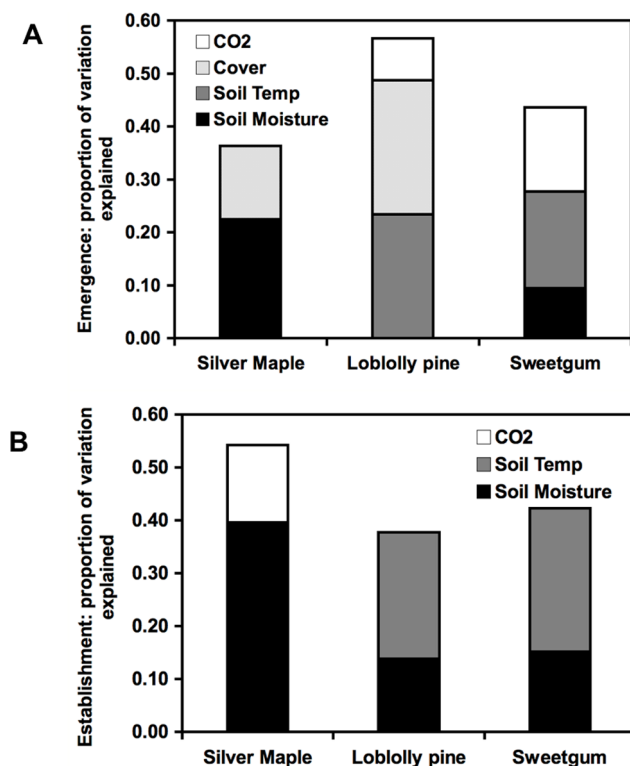 A
Emergence: proportion of variation
explained
0.60
0.50
0.40
0.30
0.20
0.10
0.00
CO2
Cover
Soil Temp
Soil Moisture
Silver Maple
Loblolly pine
Sweetgum
B
Establishment: proportion of variation
explained
0.60
0.50
0.40
0.30
0.20
0.10
0.00
CO2
Soil Temp
Soil Moisture
Silver Maple
Loblolly pine
Sweetgum